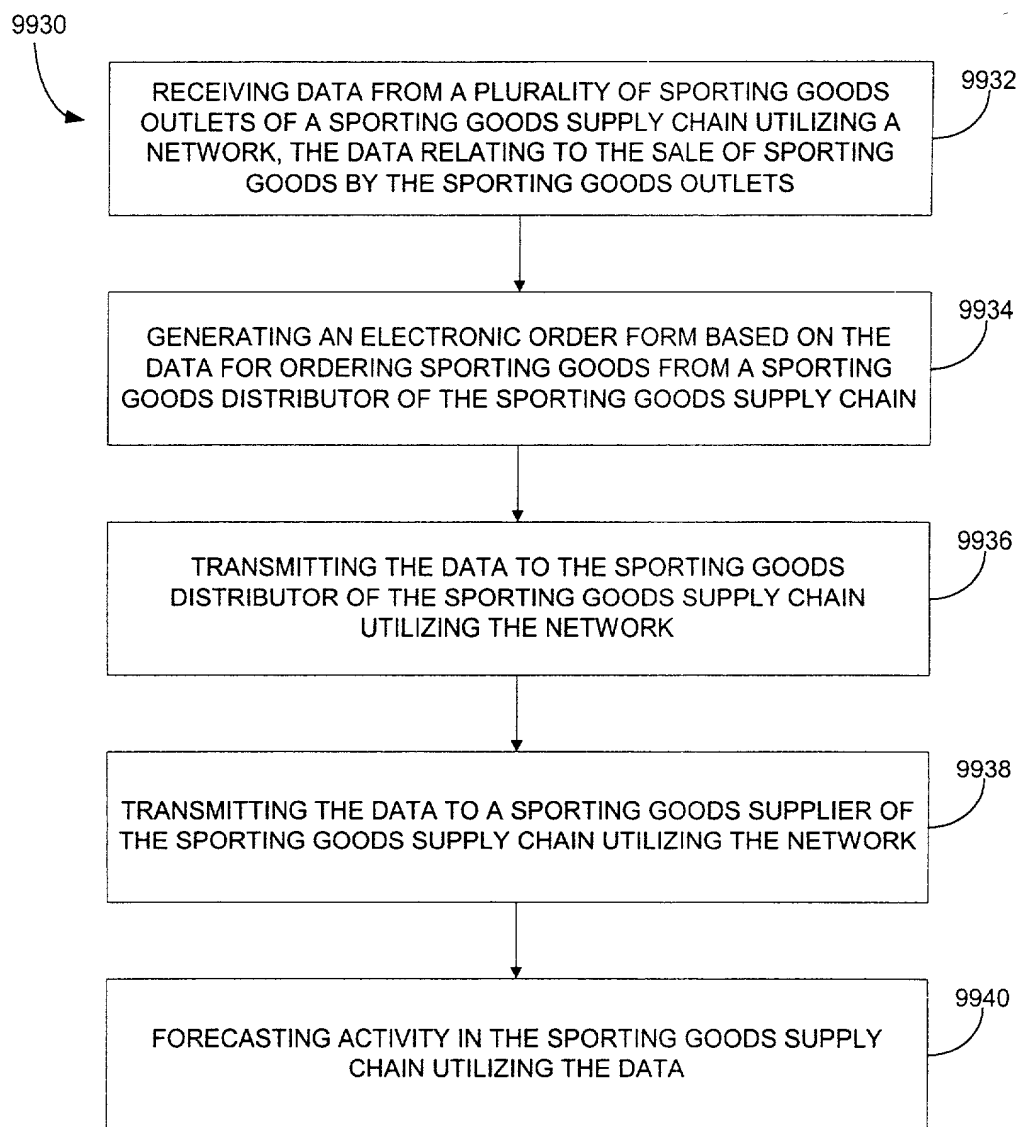 9930
9932
RECEIVING DATA FROM A PLURALITY OF SPORTING GOODS
OUTLETS OF A SPORTING GOODS SUPPLY CHAIN UTILIZING A
NETWORK, THE DATA RELATING TO THE SALE OF SPORTING
GOODS BY THE SPORTING GOODS OUTLETS
9934
GENERATING AN ELECTRONIC ORDER FORM BASED ON THE
DATA FOR ORDERING SPORTING GOODS FROM A SPORTING
GOODS DISTRIBUTOR OF THE SPORTING GOODS SUPPLY CHAIN
9936
TRANSMITTING THE DATA TO THE SPORTING GOODS
DISTRIBUTOR OF THE SPORTING GOODS SUPPLY CHAIN
UTILIZING THE NETWORK
9938
TRANSMITTING THE DATA TO A SPORTING GOODS SUPPLIER OF
THE SPORTING GOODS SUPPLY CHAIN UTILIZING THE NETWORK
9940
FORECASTING ACTIVITY IN THE SPORTING GOODS SUPPLY
CHAIN UTILIZING THE DATA